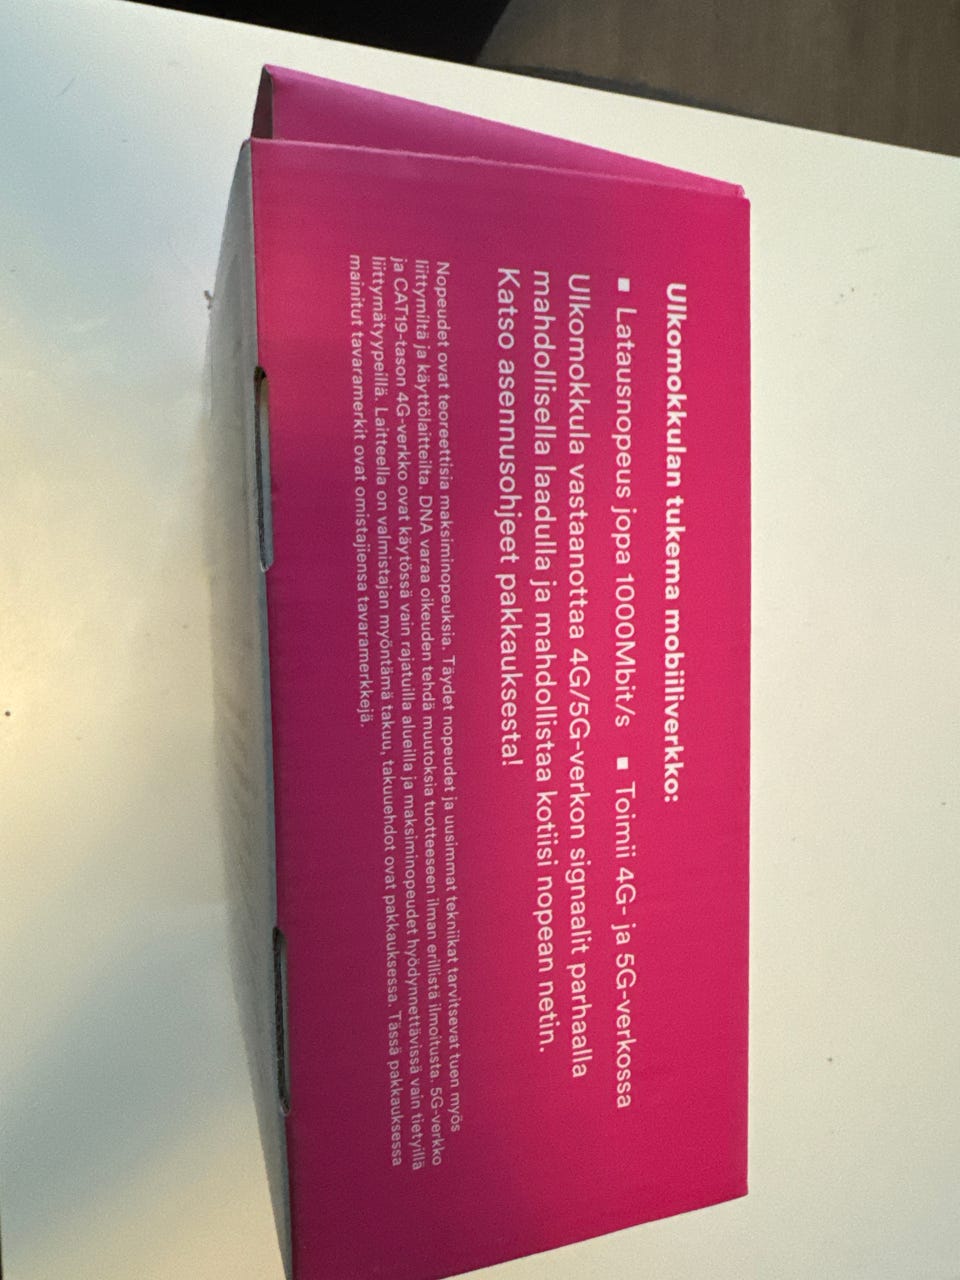 Ulkomokkulan tukema mobiiliverkko:
▪ Latausnopeus jopa 1000Mbit/s ▪ Toimii 4G- ja 5G-verkossa
Ulkomokkula vastaanottaa 4G/5G-verkon signaalit parhaalla
mahdollisella laadulla ja mahdollistaa kotiisi nopean netin.
Katso asennusohjeet pakkauksesta!
Nopeudet ovat teoreettisia maksiminopeuksia. Täydet nopeudet ja uusimmat tekniikat tarvitsevat tuen myös
liittymiltä ja käyttölaitteilta. DNA varaa oikeuden tehdä muutoksia tuotteeseen ilman erillistä ilmoitusta. 5G-verkko
ja CAT19-tason 4G-verkko ovat käytössä vain rajatuilla alueilla ja maksiminopeudet hyödynnettävissä vain tietyillä
liittymätyypeillä. Laitteella on valmistajan myöntämä takuu, takuuehdot ovat pakkauksessa. Tässä pakkauksessa
mainitut tavaramerkit ovat omistajiensa tavaramerkkejä.